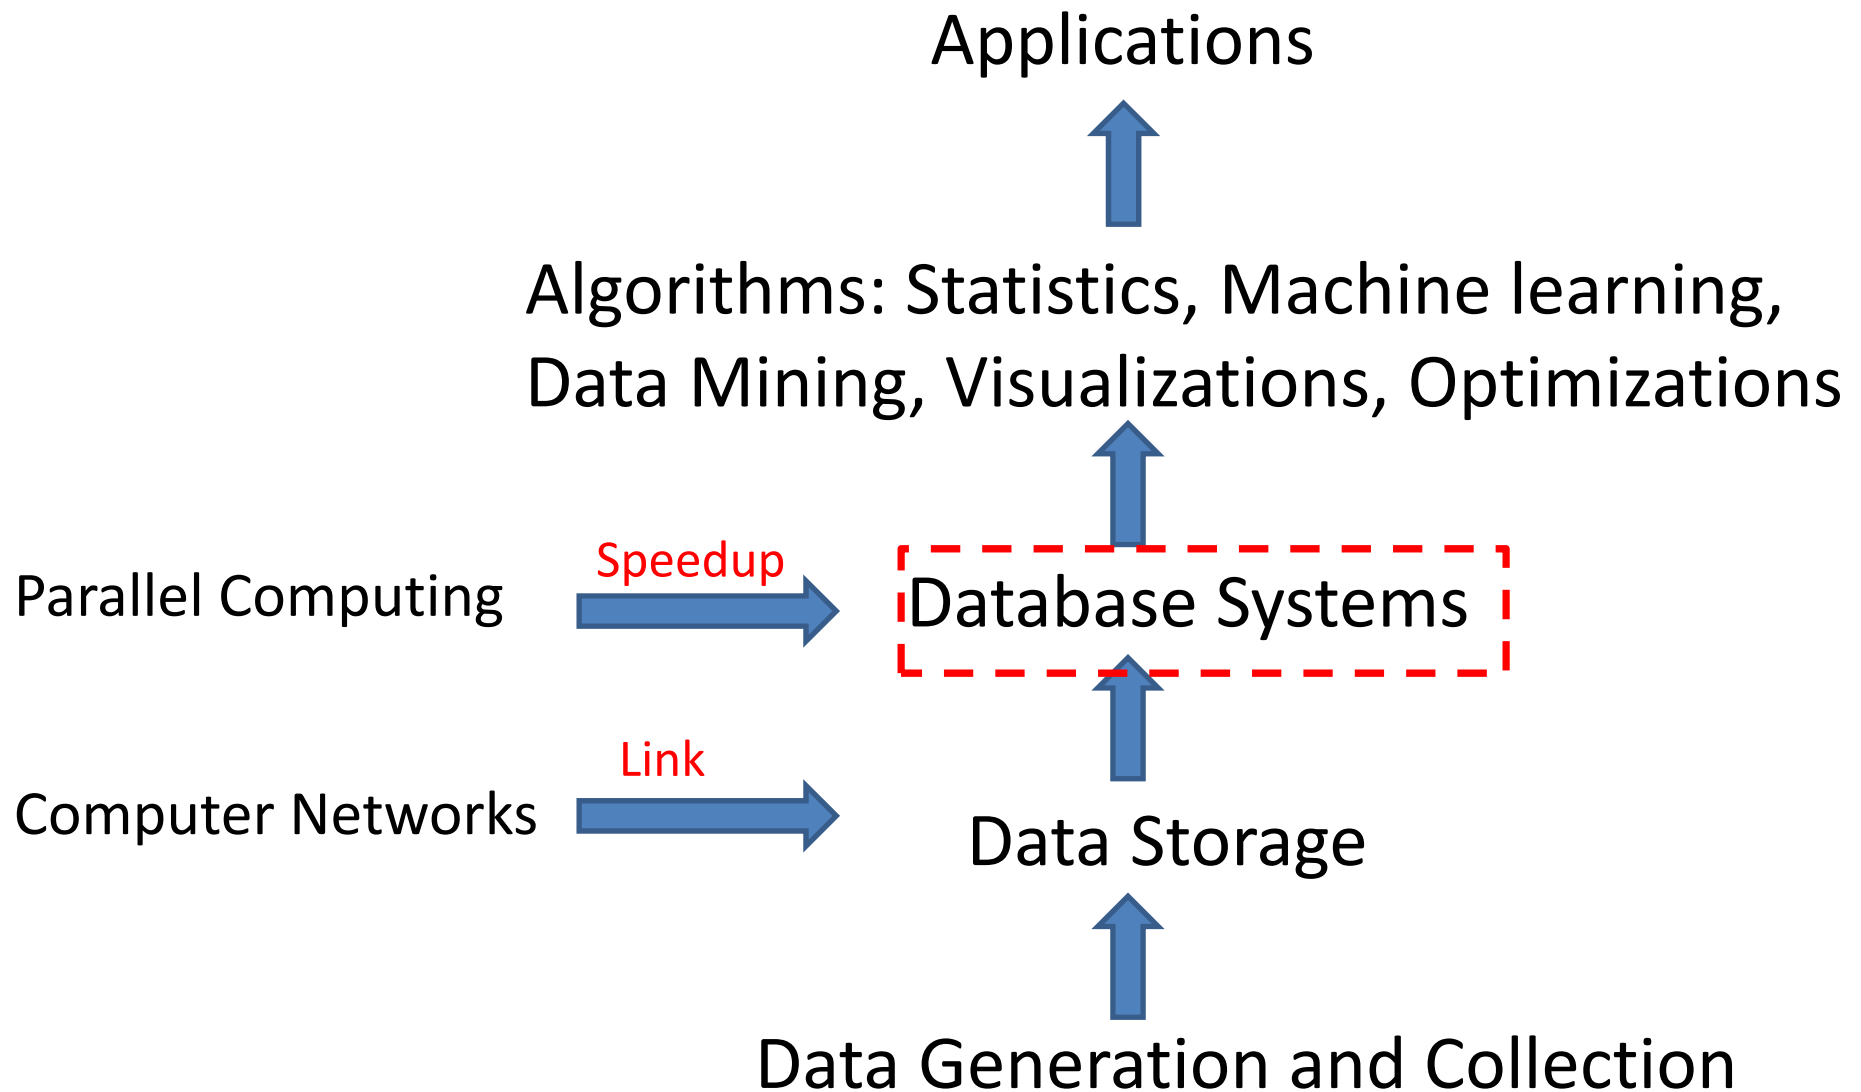 Applications
Algorithms: Statistics, Machine learning,
Data Mining, Visualizations, Optimizations
Speedup
Parallel Computing
Database Systems
Link
Computer Networks
Data Storage
Data Generation and Collection